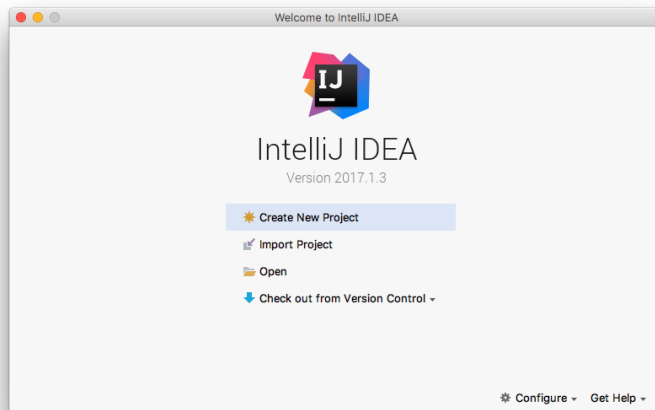 Welcome to IntelliJ IDEA
IJ
IntelliJ IDEA
Version 2017.1.3
Create New Project
Import Project
Open
Check out from Version Control
Configure
Get Help